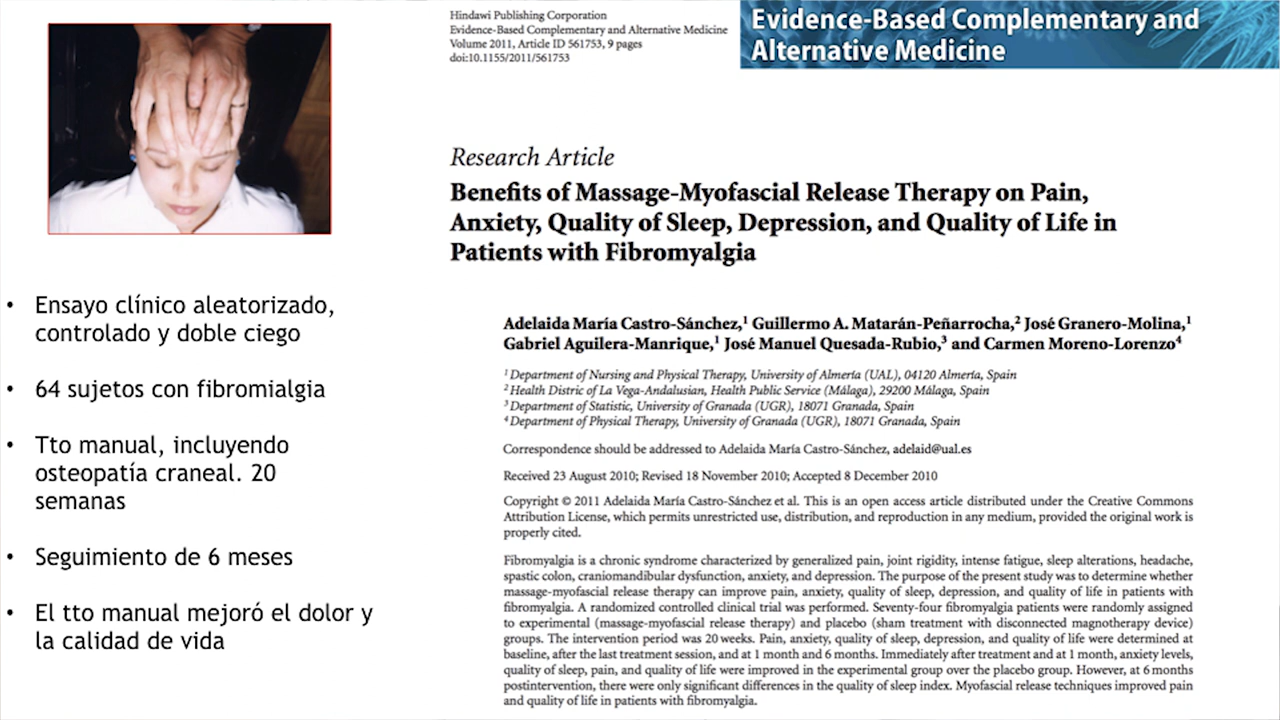 Hindawi Publishing Corporation
Evidence-Based Complementary and Alternative Medicine
Volume 2011, Article ID 561753, 9 pages
doi:10.1155/2011/561753
Evidence-Based Complementary and
Alternative Medicine
Research Article
Benefits of Massage-Myofascial Release Therapy on Pain,
Anxiety, Quality of Sleep, Depression, and Quality of Life in
Patients with Fibromyalgia
• Ensayo clínico aleatorizado,
controlado y doble ciego
• 64 sujetos con fibromialgia
• Tto manual, incluyendo
osteopatía craneal. 20
semanas
• Seguimiento de 6 meses
• El tto manual mejoró el dolor y
la calidad de vida
Adelaida María Castro-Sánchez,¹ Guillermo A. Matarán-Peñarrocha,² José Granero-Molina,¹
Gabriel Aguilera-Manrique,¹ José Manuel Quesada-Rubio,³ and Carmen Moreno-Lorenzo⁴
¹ Department of Nursing and Physical Therapy, University of Almería (UAL), 04120 Almería, Spain
² Health Distric of La Vega-Andalusian, Health Public Service (Málaga), 29200 Málaga, Spain
³ Department of Statistic, University of Granada (UGR), 18071 Granada, Spain
⁴ Department of Physical Therapy, University of Granada (UGR), 18071 Granada, Spain
Correspondence should be addressed to Adelaida María Castro-Sánchez, adelaid@ual.es
Received 23 August 2010; Revised 18 November 2010; Accepted 8 December 2010
Copyright © 2011 Adelaida María Castro-Sánchez et al. This is an open access article distributed under the Creative Commons
Attribution License, which permits unrestricted use, distribution, and reproduction in any medium, provided the original work is
properly cited.
Fibromyalgia is a chronic syndrome characterized by generalized pain, joint rigidity, intense fatigue, sleep alterations, headache,
spastic colon, craniomandibular dysfunction, anxiety, and depression. The purpose of the present study was to determine whether
massage-myofascial release therapy can improve pain, anxiety, quality of sleep, depression, and quality of life in patients with
fibromyalgia. A randomized controlled clinical trial was performed. Seventy-four fibromyalgia patients were randomly assigned
to experimental (massage-myofascial release therapy) and placebo (sham treatment with disconnected magnotherapy device)
groups. The intervention period was 20 weeks. Pain, anxiety, quality of sleep, depression, and quality of life were determined at
baseline, after the last treatment session, and at 1 month and 6 months. Immediately after treatment and at 1 month, anxiety levels,
quality of sleep, pain, and quality of life were improved in the experimental group over the placebo group. However, at 6 months
postintervention, there were only significant differences in the quality of sleep index. Myofascial release techniques improved pain
and quality of life in patients with fibromyalgia.